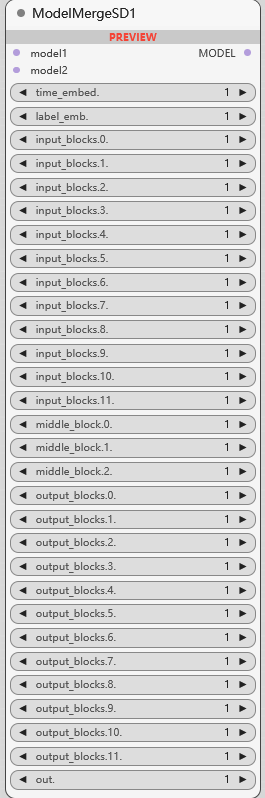 ModelMergeSD1
PREVIEW
model1 MODEL
model2
time_embed. 1
label_emb. 1
input_blocks.0. 1
input_blocks.1. 1
input_blocks.2. 1
input_blocks.3. 1
input_blocks.4. 1
input_blocks.5. 1
input_blocks.6. 1
input_blocks.7. 1
input_blocks.8. 1
input_blocks.9. 1
input_blocks.10. 1
input_blocks.11. 1
middle_block.0. 1
middle_block.1. 1
middle_block.2. 1
output_blocks.0. 1
output_blocks.1. 1
output_blocks.2. 1
output_blocks.3. 1
output_blocks.4. 1
output_blocks.5. 1
output_blocks.6. 1
output_blocks.7. 1
output_blocks.8. 1
output_blocks.9. 1
output_blocks.10. 1
output_blocks.11. 1
out. 1